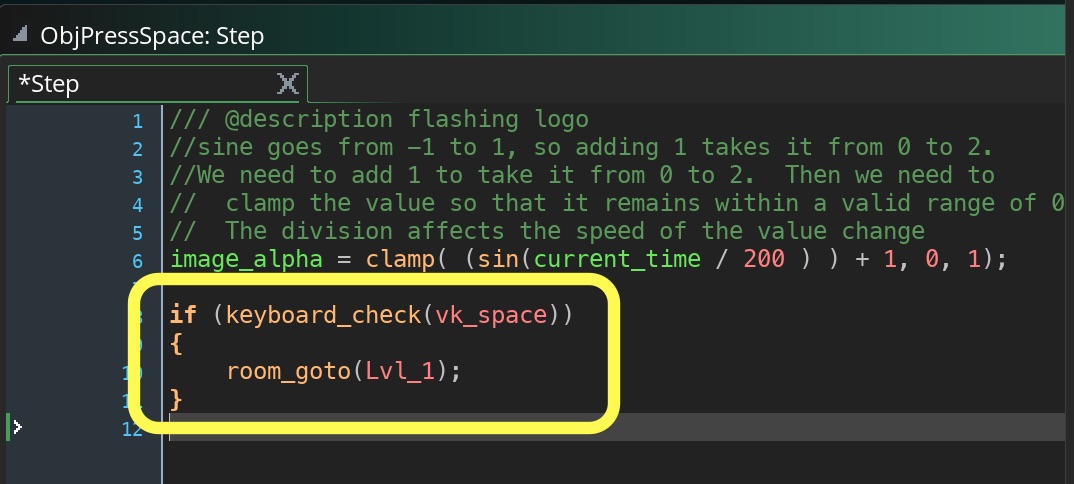 ObjPressSpace: Step
*Step
1 /// @description flashing logo
2 //sine goes from −1 to 1, so adding 1 takes it from 0 to 2.
3 //We need to add 1 to take it from 0 to 2.  Then we need to
4 //  clamp the value so that it remains within a valid range of 0
5 //  The division affects the speed of the value change
6 image_alpha = clamp( (sin(current_time / 200 ) ) + 1, 0, 1);
if (keyboard_check(vk_space))
{
10     room_goto(Lvl_1);
11 }
12